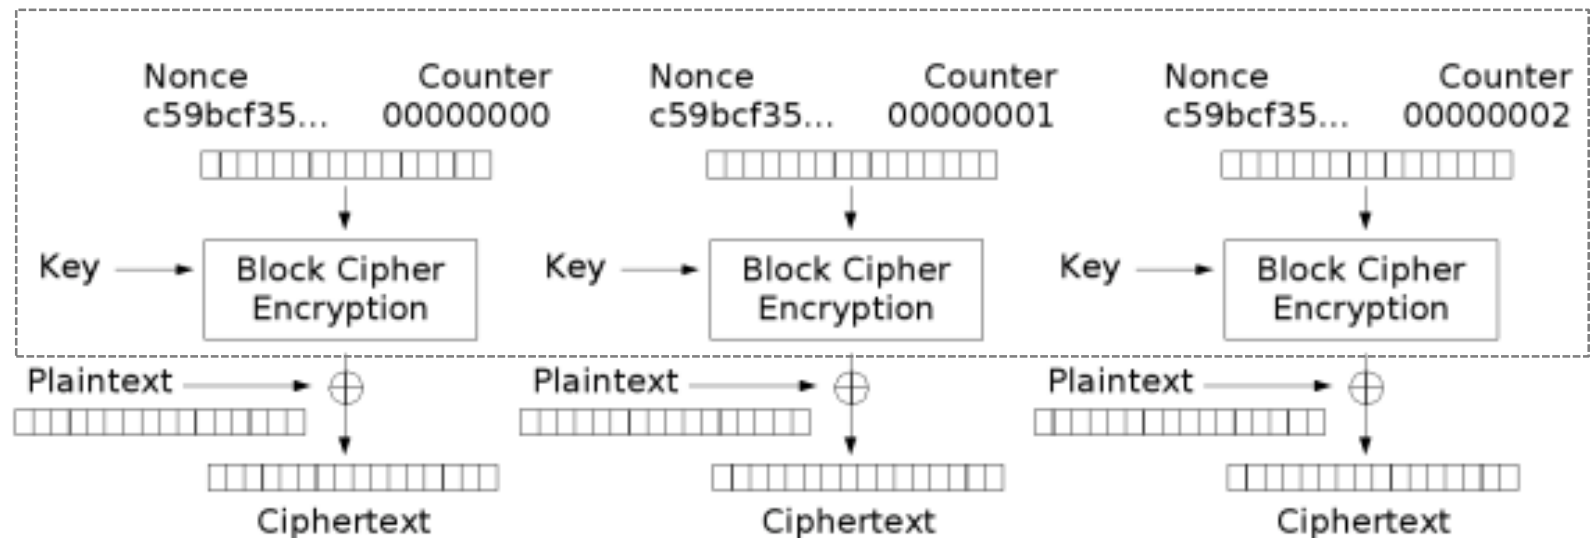 Nonce Counter Nonce Counter Nonce Counter
c59bcf35... 00000000 c59bcf35... 00000001 c59bcf35... 00000002
Key Block Cipher Encryption Key Block Cipher Encryption Key Block Cipher Encryption
Plaintext Plaintext Plaintext
Ciphertext Ciphertext Ciphertext